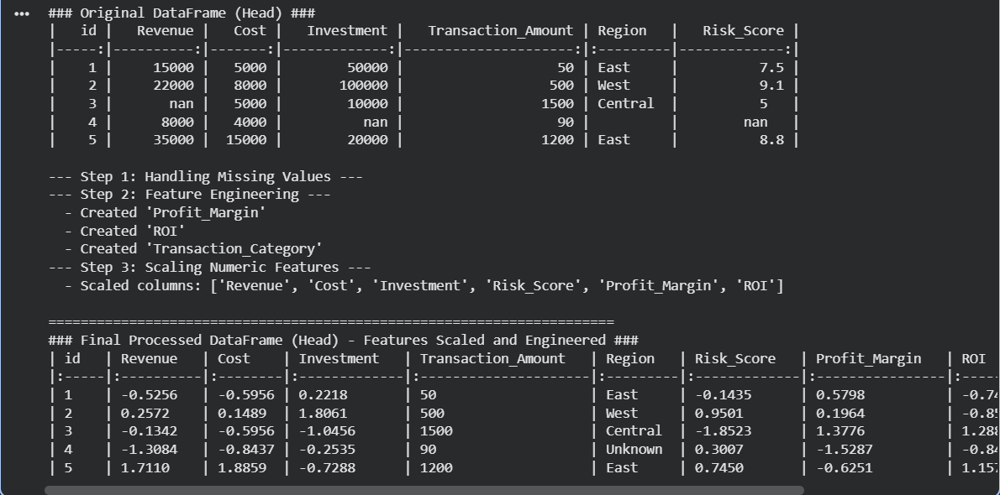 ### Original DataFrame (Head) ###
|   id |   Revenue |   Cost |   Investment |   Transaction_Amount | Region   |   Risk_Score |
|-----:|----------:|-------:|-------------:|---------------------:|:---------|-------------:|
|    1 |     15000 |   5000 |        50000 |                   50 | East     |          7.5 |
|    2 |     22000 |   8000 |       100000 |                  500 | West     |          9.1 |
|    3 |       nan |   5000 |        10000 |                 1500 | Central  |          5   |
|    4 |      8000 |   4000 |          nan |                   90 |          |        nan   |
|    5 |     35000 |  15000 |        20000 |                 1200 | East     |          8.8 |
--- Step 1: Handling Missing Values ---
--- Step 2: Feature Engineering ---
  - Created 'Profit_Margin'
  - Created 'ROI'
  - Created 'Transaction_Category'
--- Step 3: Scaling Numeric Features ---
  - Scaled columns: ['Revenue', 'Cost', 'Investment', 'Risk_Score', 'Profit_Margin', 'ROI']
======================================================================
### Final Processed DataFrame (Head) - Features Scaled and Engineered ###
| id   | Revenue   | Cost    | Investment   | Transaction_Amount   | Region   | Risk_Score   | Profit_Margin   | ROI
|:-----|:----------|:--------|:-------------|:---------------------|:---------|:-------------|:----------------|:----
| 1    | -0.5256   | -0.5956 | 0.2218       | 50                   | East     | -0.1435      | 0.5798          | -0.74
| 2    | 0.2572    | 0.1489  | 1.8061       | 500                  | West     | 0.9501       | 0.1964          | -0.8
| 3    | -0.1342   | -0.5956 | -1.0456      | 1500                 | Central  | -1.8523      | 1.3776          | 1.28
| 4    | -1.3084   | -0.8437 | -0.2535      | 90                   | Unknown  | 0.3007       | -1.5287         | -0.84
| 5    | 1.7110    | 1.8859  | -0.7288      | 1200                 | East     | 0.7450       | -0.6251         | 1.15